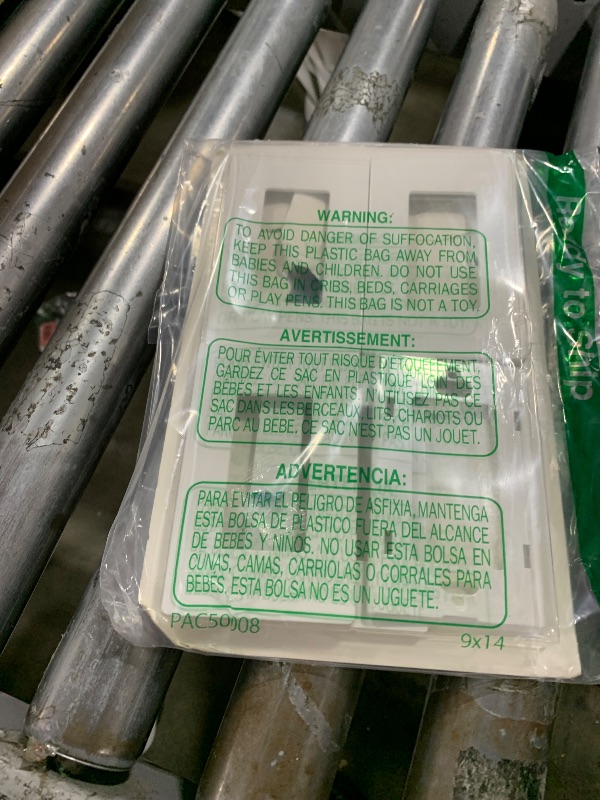 WARNING:
TO AVOID DANGER OF SUFFOCATION,
KEEP THIS PLASTIC BAG AWAY FROM
BABIES AND CHILDREN. DO NOT USE
THIS BAG IN CRIBS, BEDS, CARRIAGES
OR PLAY PENS. THIS BAG IS NOT A TOY.
AVERTISSEMENT:
POUR ÉVITER TOUT RISQUE D'ÉTOUFFEMENT,
GARDEZ CE SAC EN PLASTIQUE LOIN DES
BÉBÉS ET LES ENFANTS. N'UTILISEZ PAS CE
SAC DANS LES BERCEAUX, LITS, CHARIOTS OU
PARC AU BEBE. CE SAC N'EST PAS UN JOUET.
ADVERTENCIA:
PARA EVITAR EL PELIGRO DE ASFIXIA, MANTENGA
ESTA BOLSA DE PLASTICO FUERA DEL ALCANCE
DE BEBÉS Y NIÑOS. NO USAR ESTA BOLSA EN
CUNAS, CAMAS, CARRIOLAS O CORRALES PARA
BEBÉS. ESTA BOLSA NO ES UN JUGUETE.
PAC50008
9x14
Ready to Ship